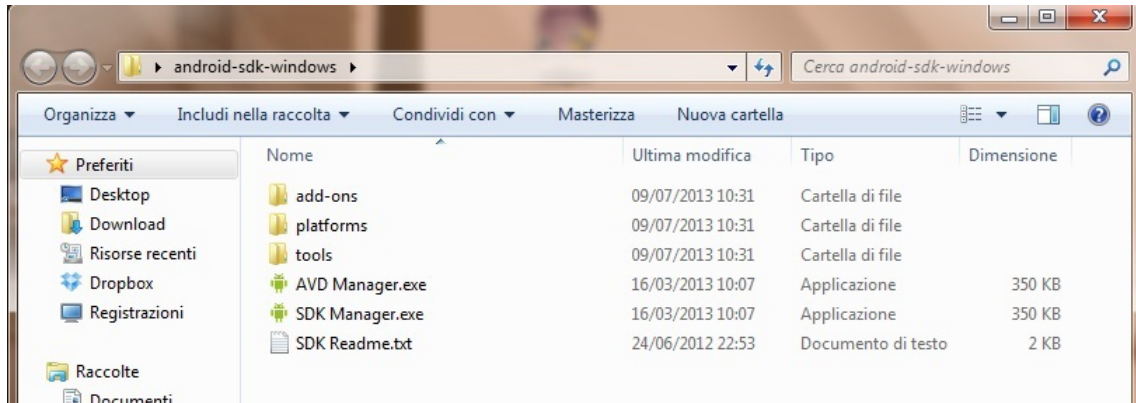 android-sdk-windows
Cerca android-sdk-windows
Organizza Includi nella raccolta Condividi con Masterizza Nuova cartella
Preferiti
Desktop
Download
Risorse recenti
Dropbox
Registrazioni
Raccolte
Documenti
Nome Ultima modifica Tipo Dimensione
add-ons 09/07/2013 10:31 Cartella di file
platforms 09/07/2013 10:31 Cartella di file
tools 09/07/2013 10:31 Cartella di file
AVD Manager.exe 16/03/2013 10:07 Applicazione 350 KB
SDK Manager.exe 16/03/2013 10:07 Applicazione 350 KB
SDK Readme.txt 24/06/2012 22:53 Documento di testo 2 KB